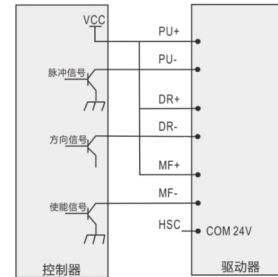 VCC
PU+
PU-
脉冲信号
DR+
DR-
方向信号
MF+
MF-
使能信号
HSC
COM 24V
控制器
驱动器